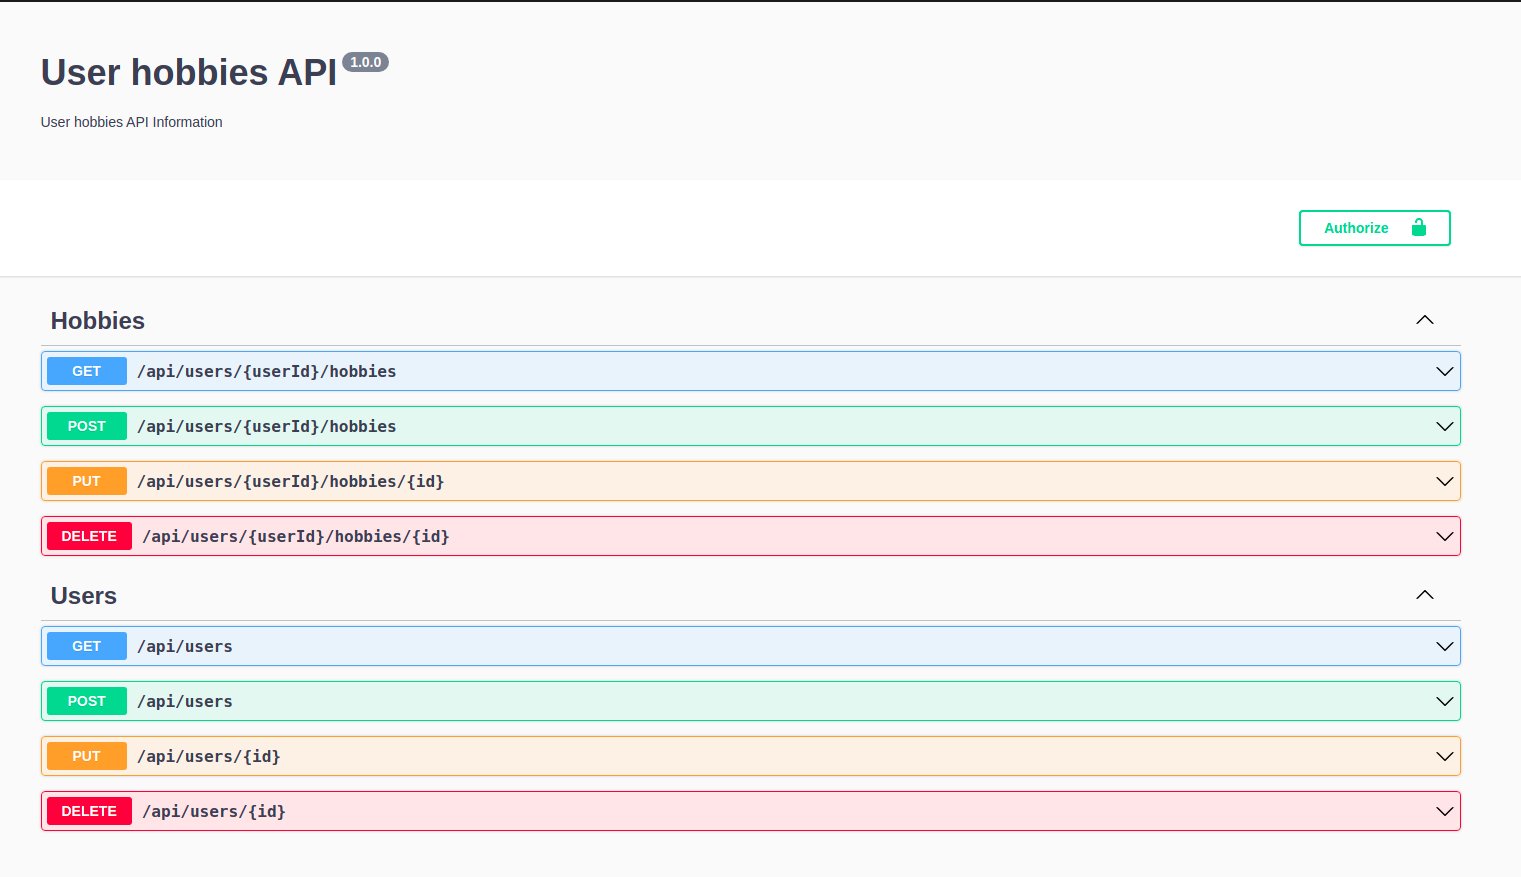 User hobbies API 1.0.0
User hobbies API Information
Authorize
Hobbies
GET /api/users/{userId}/hobbies
POST /api/users/{userId}/hobbies
PUT /api/users/{userId}/hobbies/{id}
DELETE /api/users/{userId}/hobbies/{id}
Users
GET /api/users
POST /api/users
PUT /api/users/{id}
DELETE /api/users/{id}